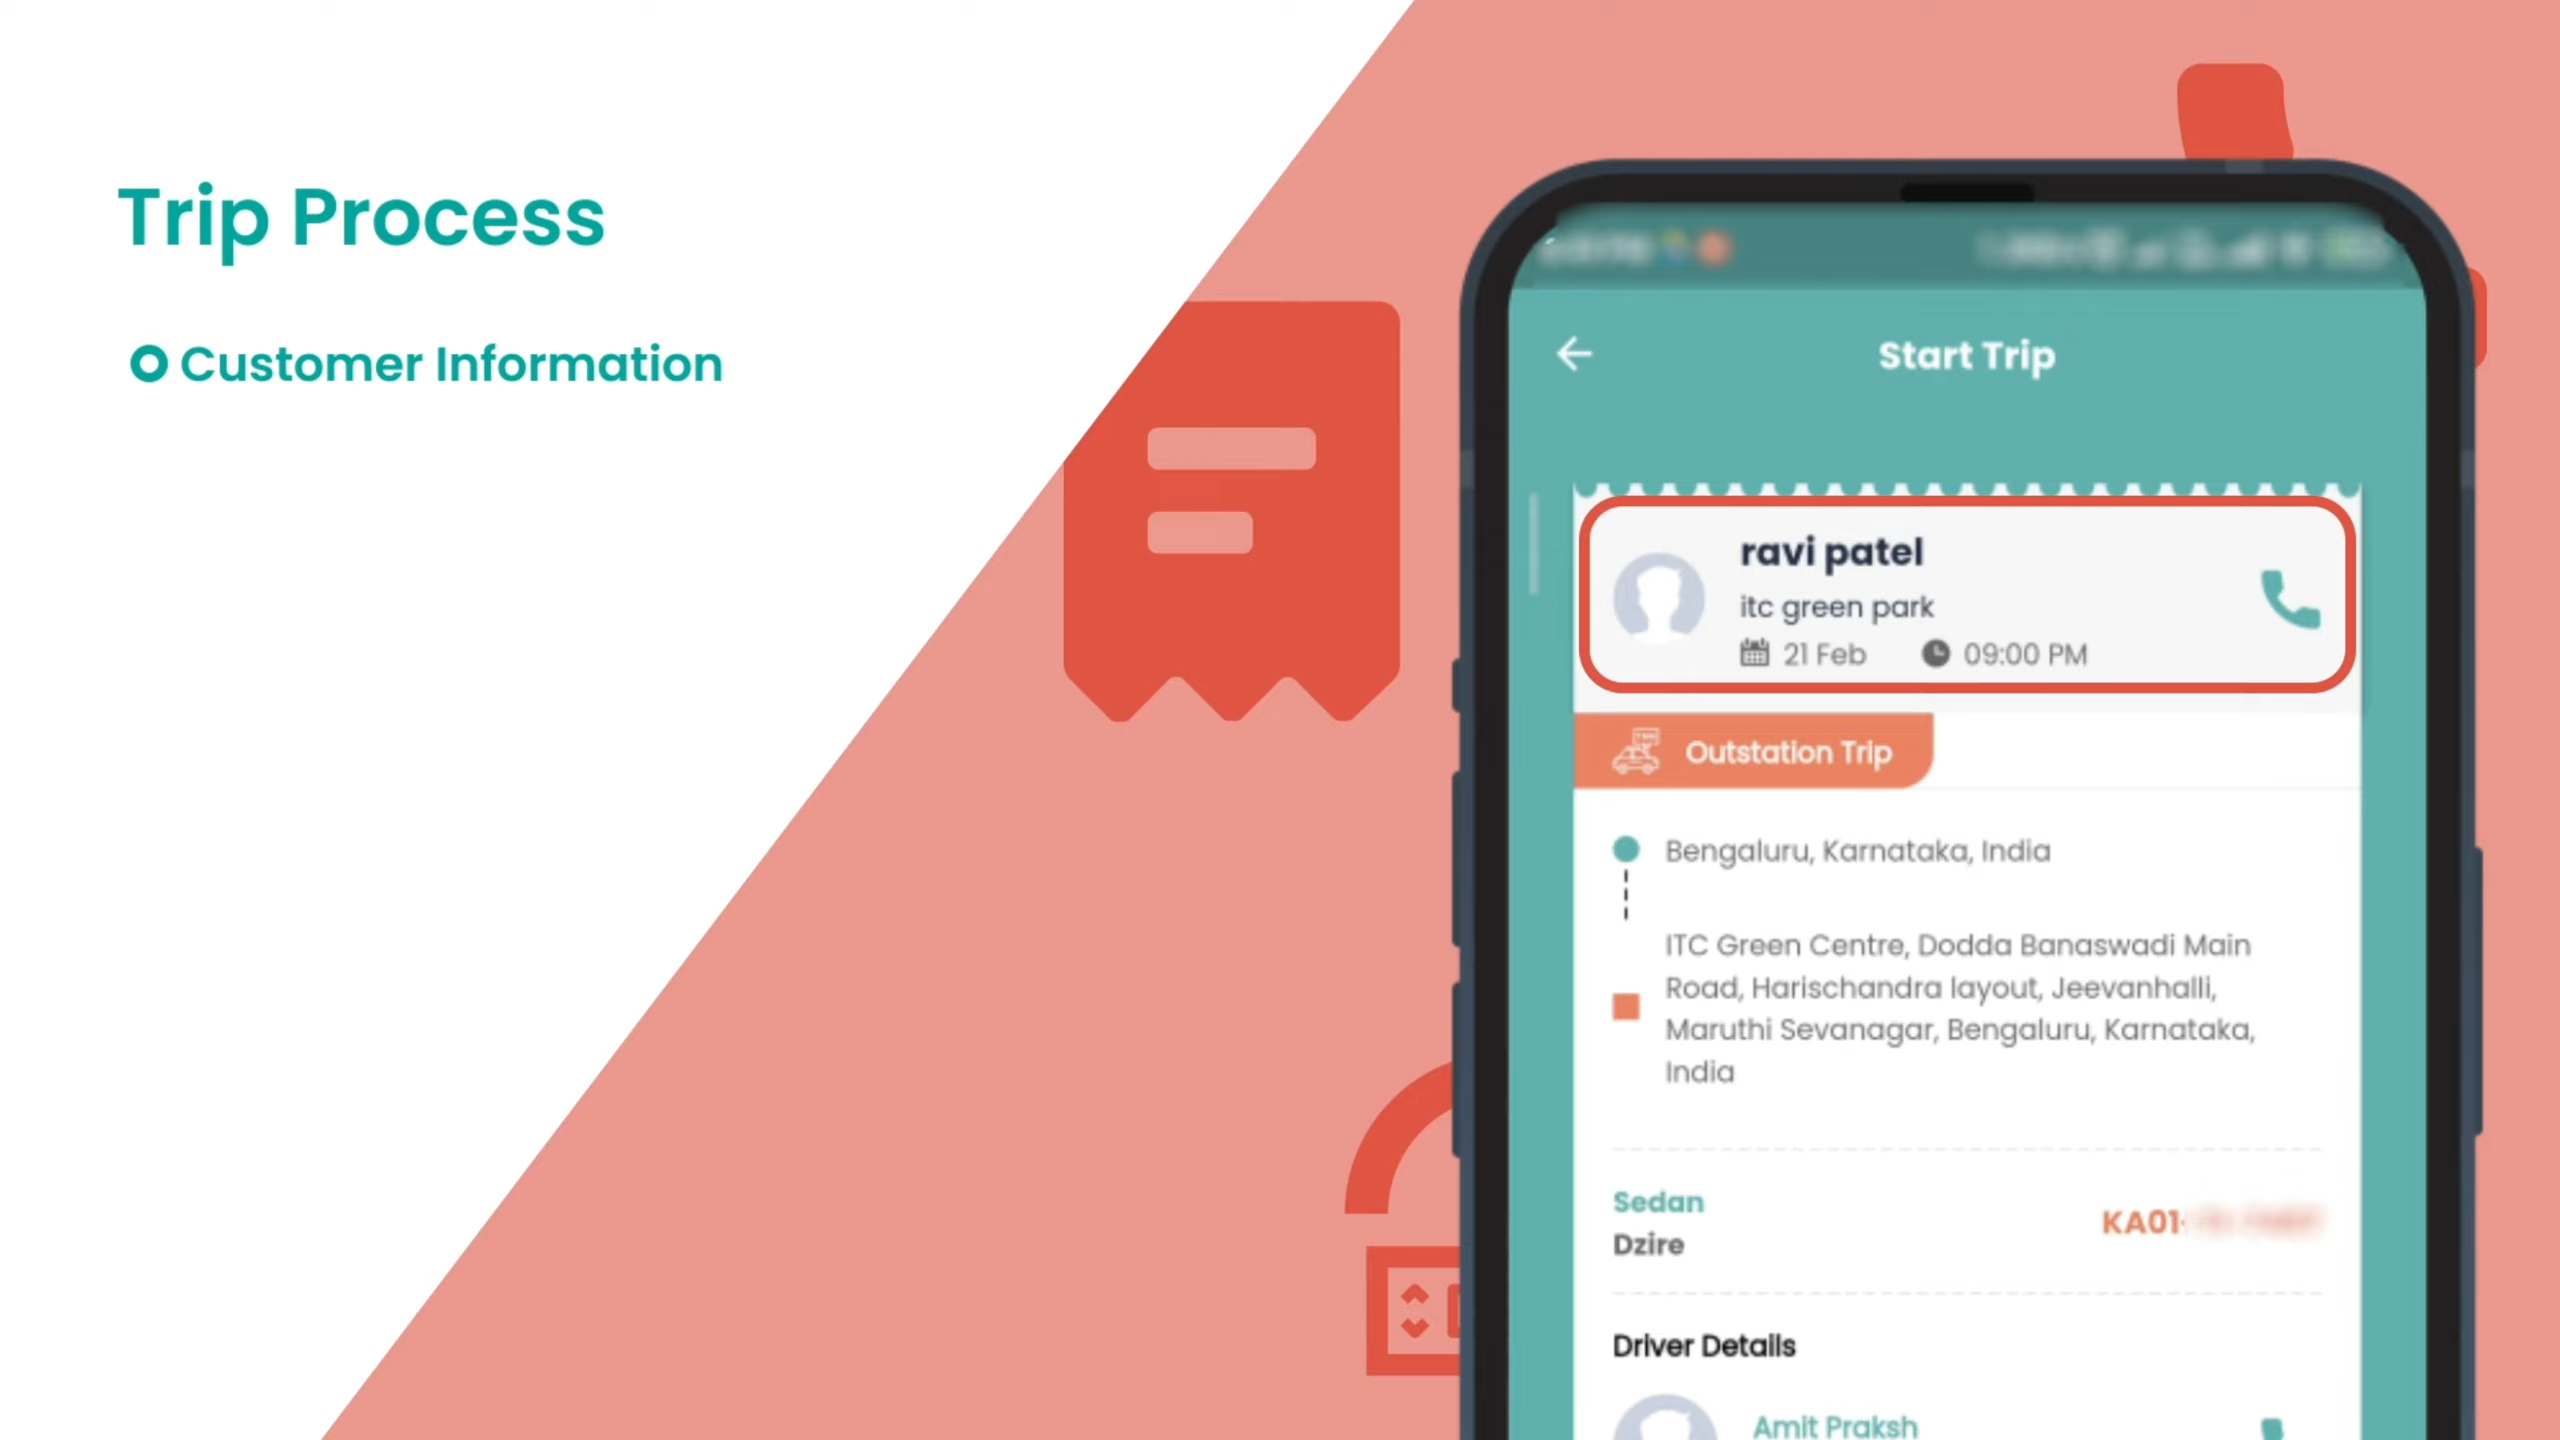 Trip Process
Customer Information
Start Trip
ravi patel
itc green park
21 Feb 09:00 PM
Outstation Trip
Bengaluru, Karnataka, India
ITC Green Centre, Dodda Banaswadi Main
Road, Harischandra layout, Jeevanhalli,
Maruthi Sevanagar, Bengaluru, Karnataka,
India
Sedan
KA01
Dzire
Driver Details
Amit Praksh